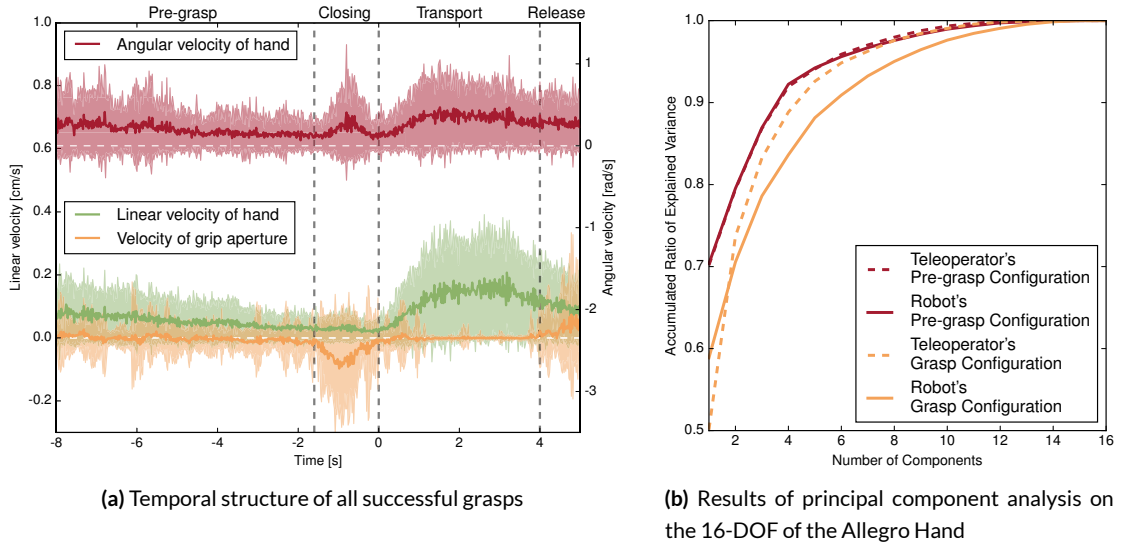 Pre-grasp Closing Transport Release
1.0
0.8
0.6
0.4
0.2
0.0
-0.2
Linear velocity [cm/s]
Angular velocity of hand
Linear velocity of hand
Velocity of grip aperture
1
0
-1
-2
-3
Angular velocity [rad/s]
-8 -6 -4 -2 0 2 4
Time [s]
(a) Temporal structure of all successful grasps
1.0
0.9
0.8
0.7
0.6
0.5
Accumulated Ratio of Explained Variance
Teleoperator's
Pre-grasp Configuration
Robot's
Pre-grasp Configuration
Teleoperator's
Grasp Configuration
Robot's
Grasp Configuration
2 4 6 8 10 12 14 16
Number of Components
(b) Results of principal component analysis on
the 16-DOF of the Allegro Hand